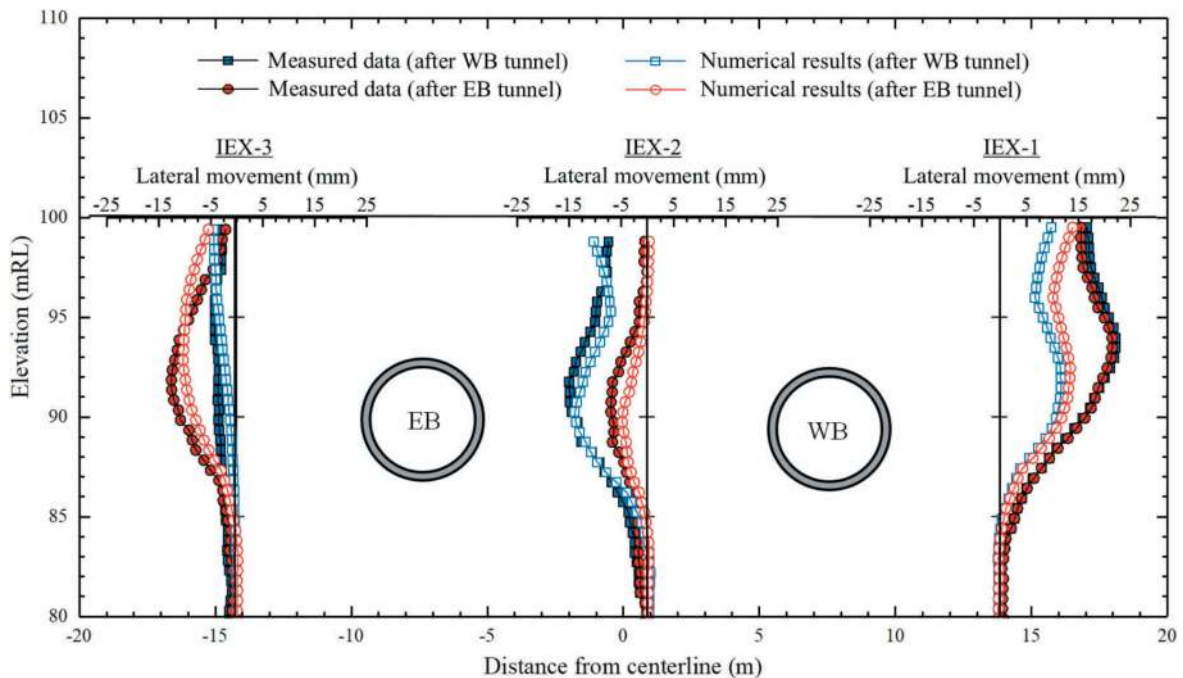 Measured data (after WB tunnel)
Numerical results (after WB tunnel)
Measured data (after EB tunnel)
Numerical results (after EB tunnel)
IEX-3
IEX-2
IEX-1
Lateral movement (mm)
Lateral movement (mm)
Lateral movement (mm)
-25 -15 -5 5 15 25
-25 -15 -5 5 15 25
-5 5 15 25
Elevation (mRL)
110
105
100
95
90
85
80
EB
WB
-20 -15 -10 -5 0 5 10 15 20
Distance from centerline (m)